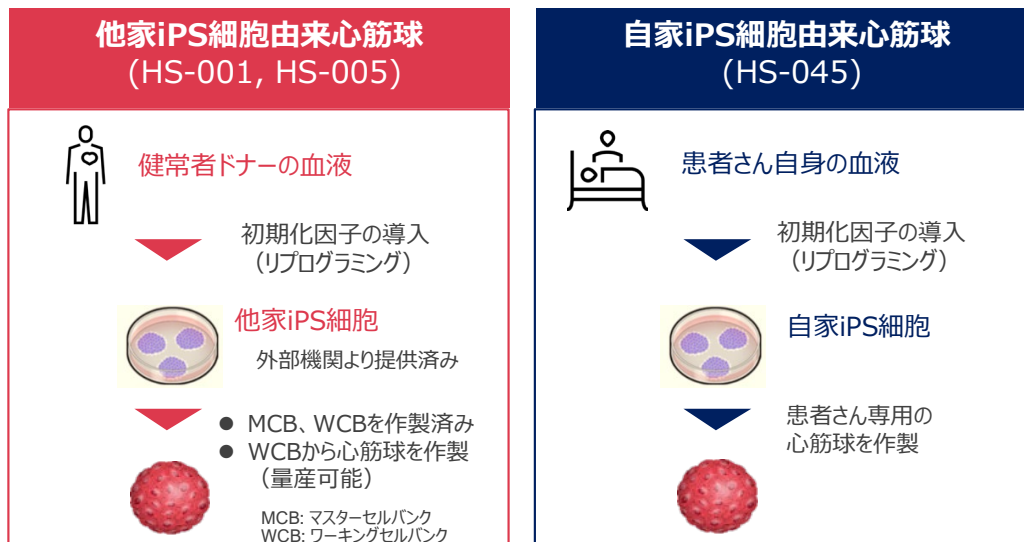 他家iPS細胞由来心筋球
(HS-001, HS-005)
健常者ドナーの血液
初期化因子の導入
（リプログラミング）
他家iPS細胞
外部機関より提供済み
● MCB、WCBを作製済み
● WCBから心筋球を作製
（量産可能）
MCB: マスターセルバンク
WCB: ワーキングセルバンク
自家iPS細胞由来心筋球
(HS-045)
患者さん自身の血液
初期化因子の導入
（リプログラミング）
自家iPS細胞
患者さん専用の
心筋球を作製